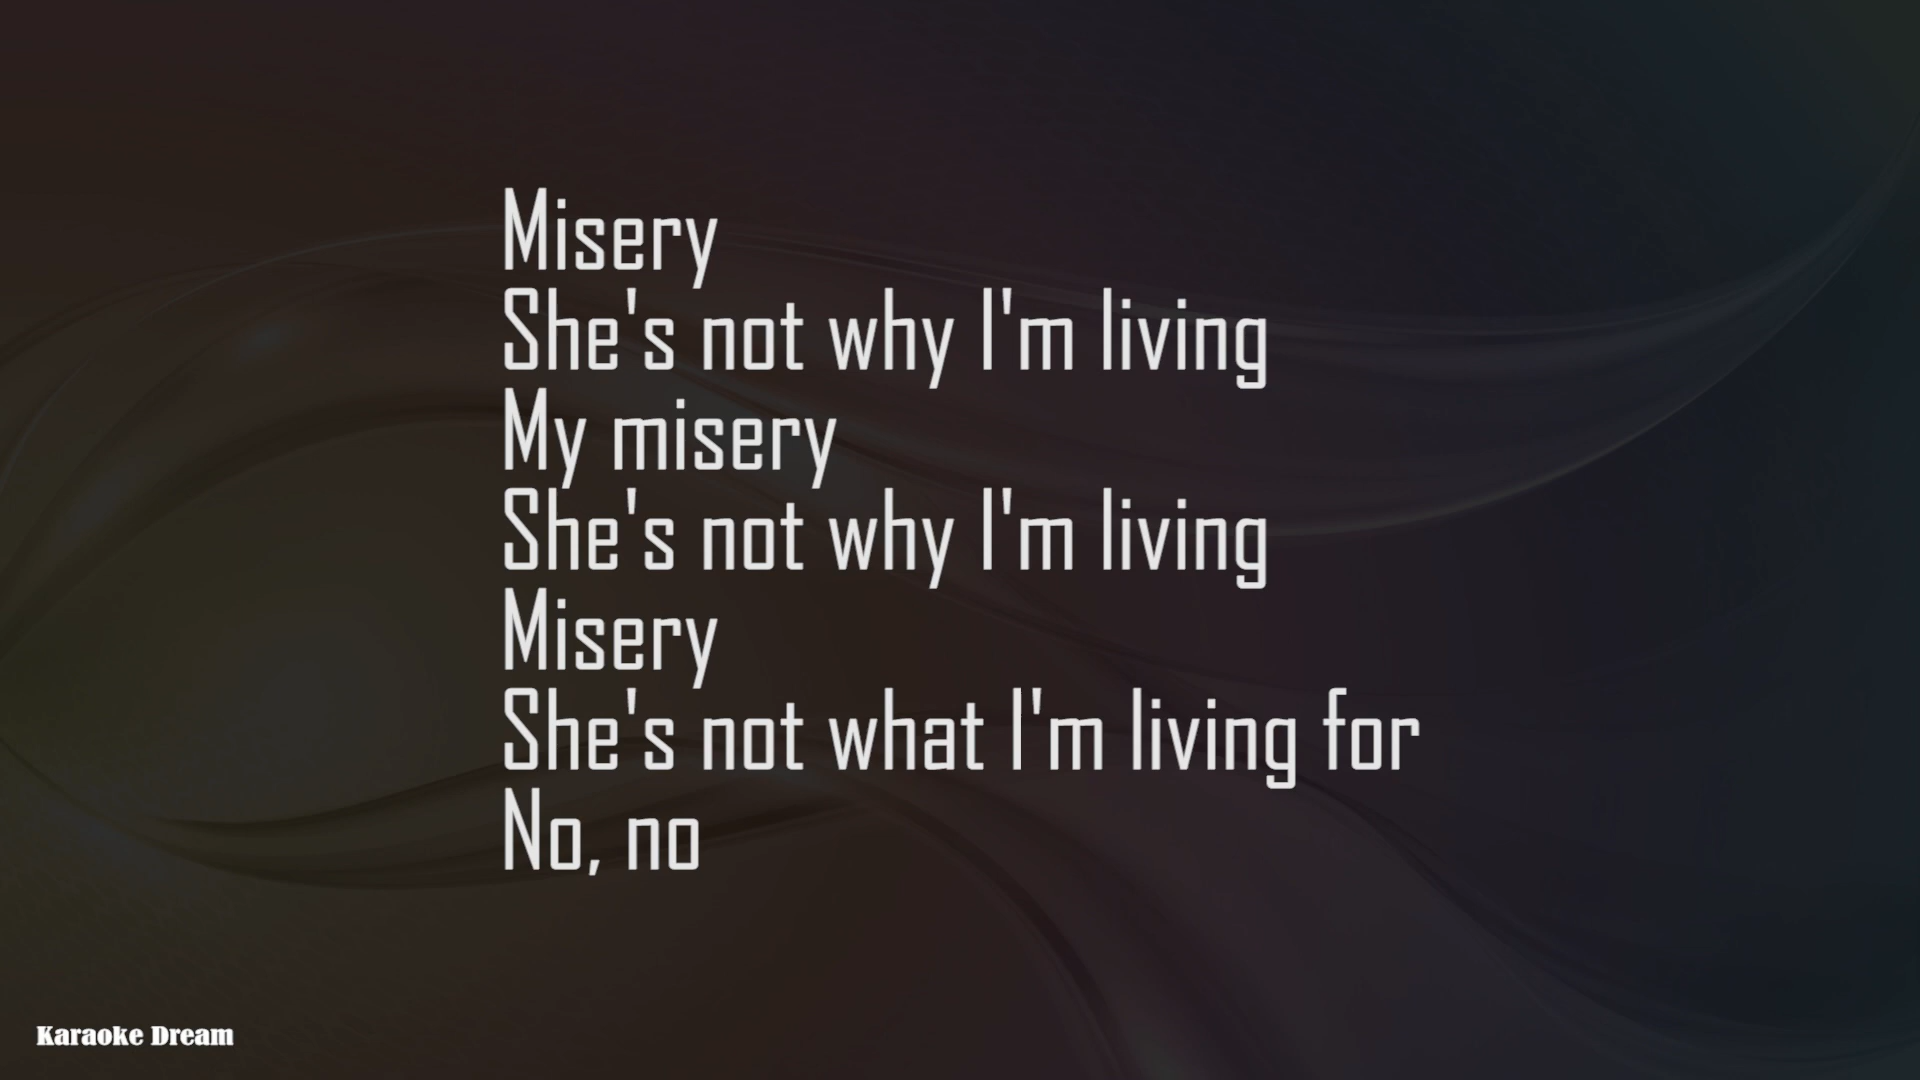 Misery
She's not why I'm living
My misery
She's not why I'm living
Misery
She's not what I'm living for
No, no
Karaoke Dream